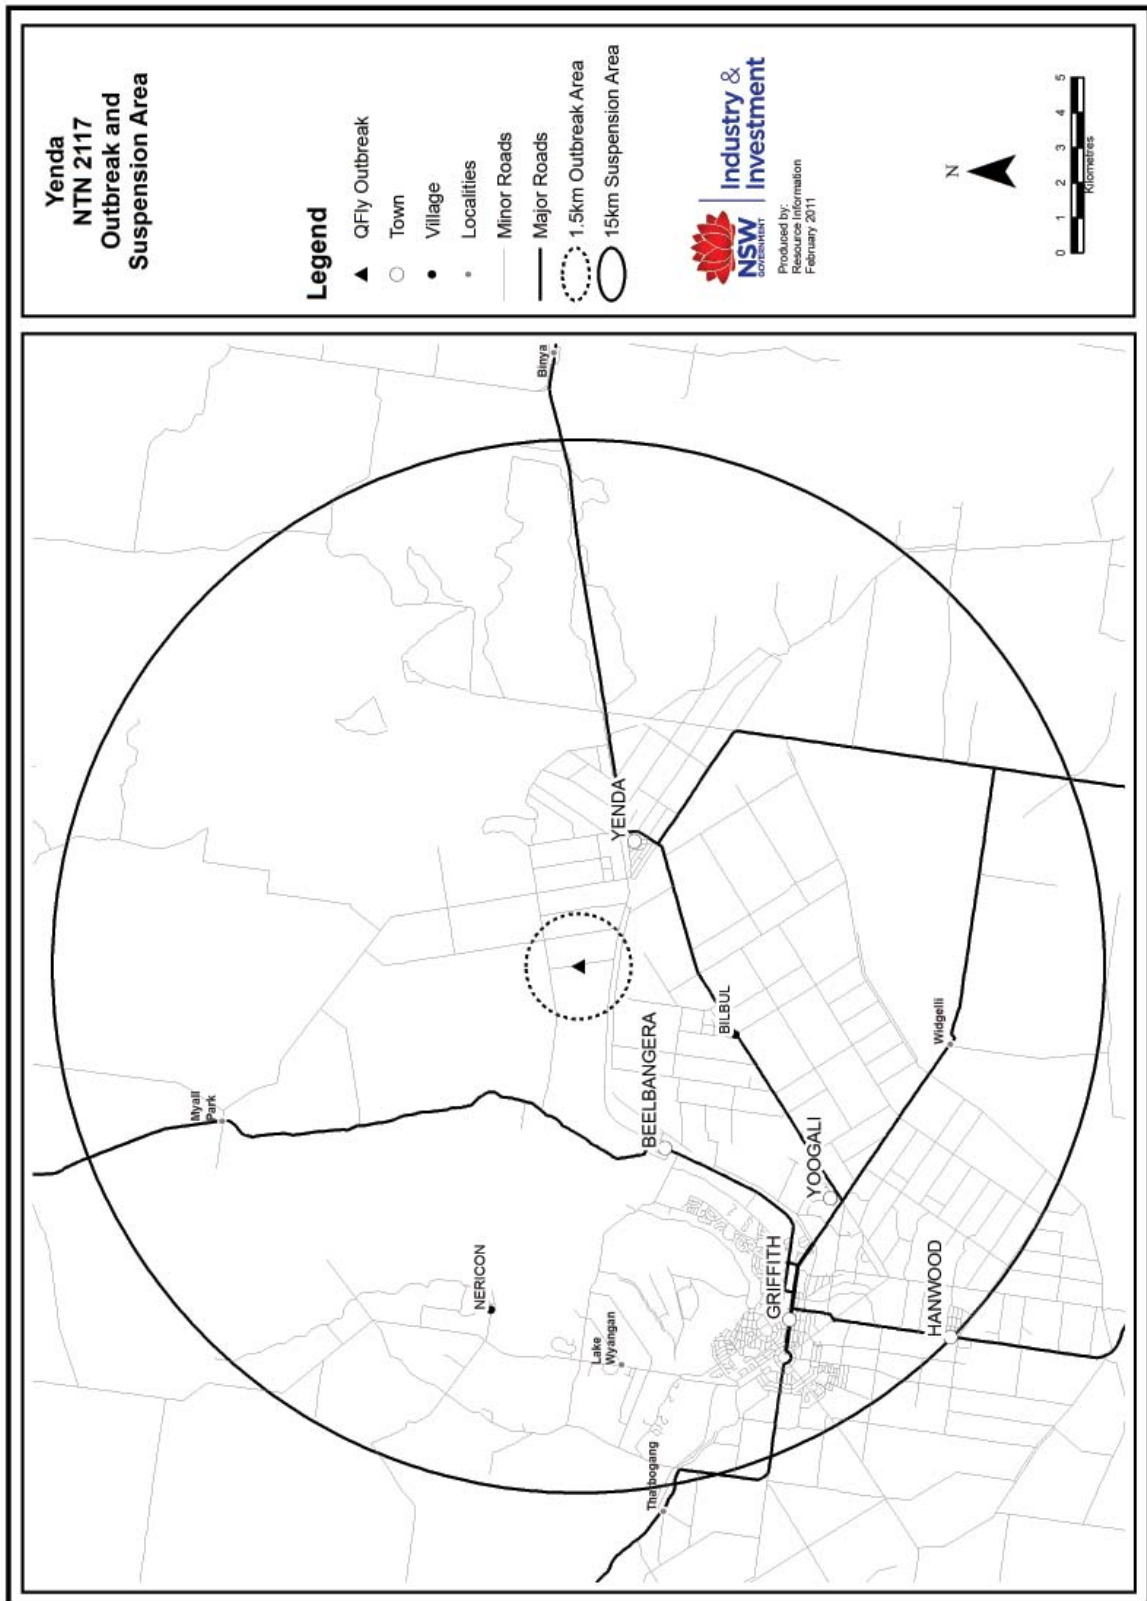 Yenda
NTN 2117
Outbreak and
Suspension Area
Legend
QFly Outbreak
Town
Village
Localities
Minor Roads
Major Roads
1.5km Outbreak Area
15km Suspension Area
NSW
GOVERNMENT
Industry &
Investment
Produced by:
Resource Information
February 2011
N
0 1 2 3 4 5
Kilometres
Myall
Park
Binya
NERICON
Lake
Wyangan
Tharbogang
BEELBANGERA
YENDA
BILBUL
YOOGALI
GRIFFITH
HANWOOD
Widgelli